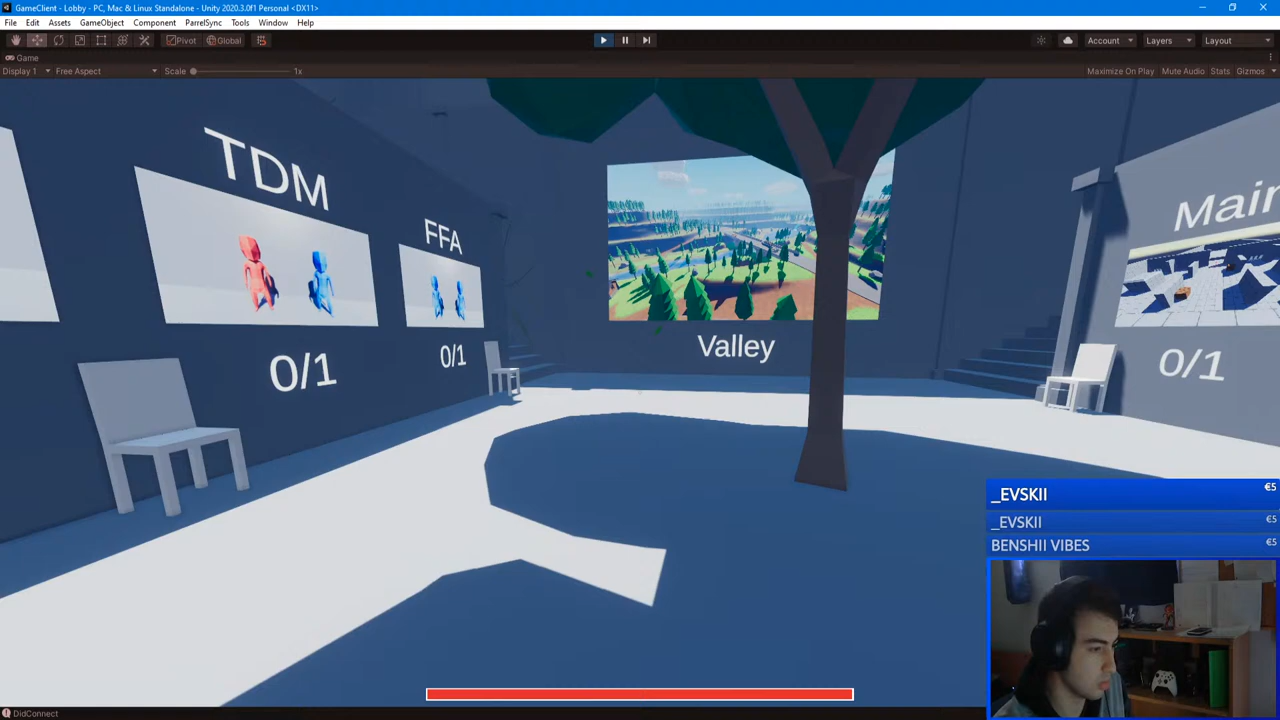 GameClient - Lobby - PC, Mac & Linux Standalone - Unity 2020.3.0f1 Personal <DX11>
File Edit Assets GameObject Component ParrelSync Tools Window Help
Pivot Global Account Layers Layout
Game
Display 1 Free Aspect Scale 1x Maximize On Play Mute Audio Stats Gizmos
TDM
FFA
0/1
0/1
Valley
Main
0/1
_EVSKII €5
_EVSKII €5
BENSHII VIBES €5
DidConnect